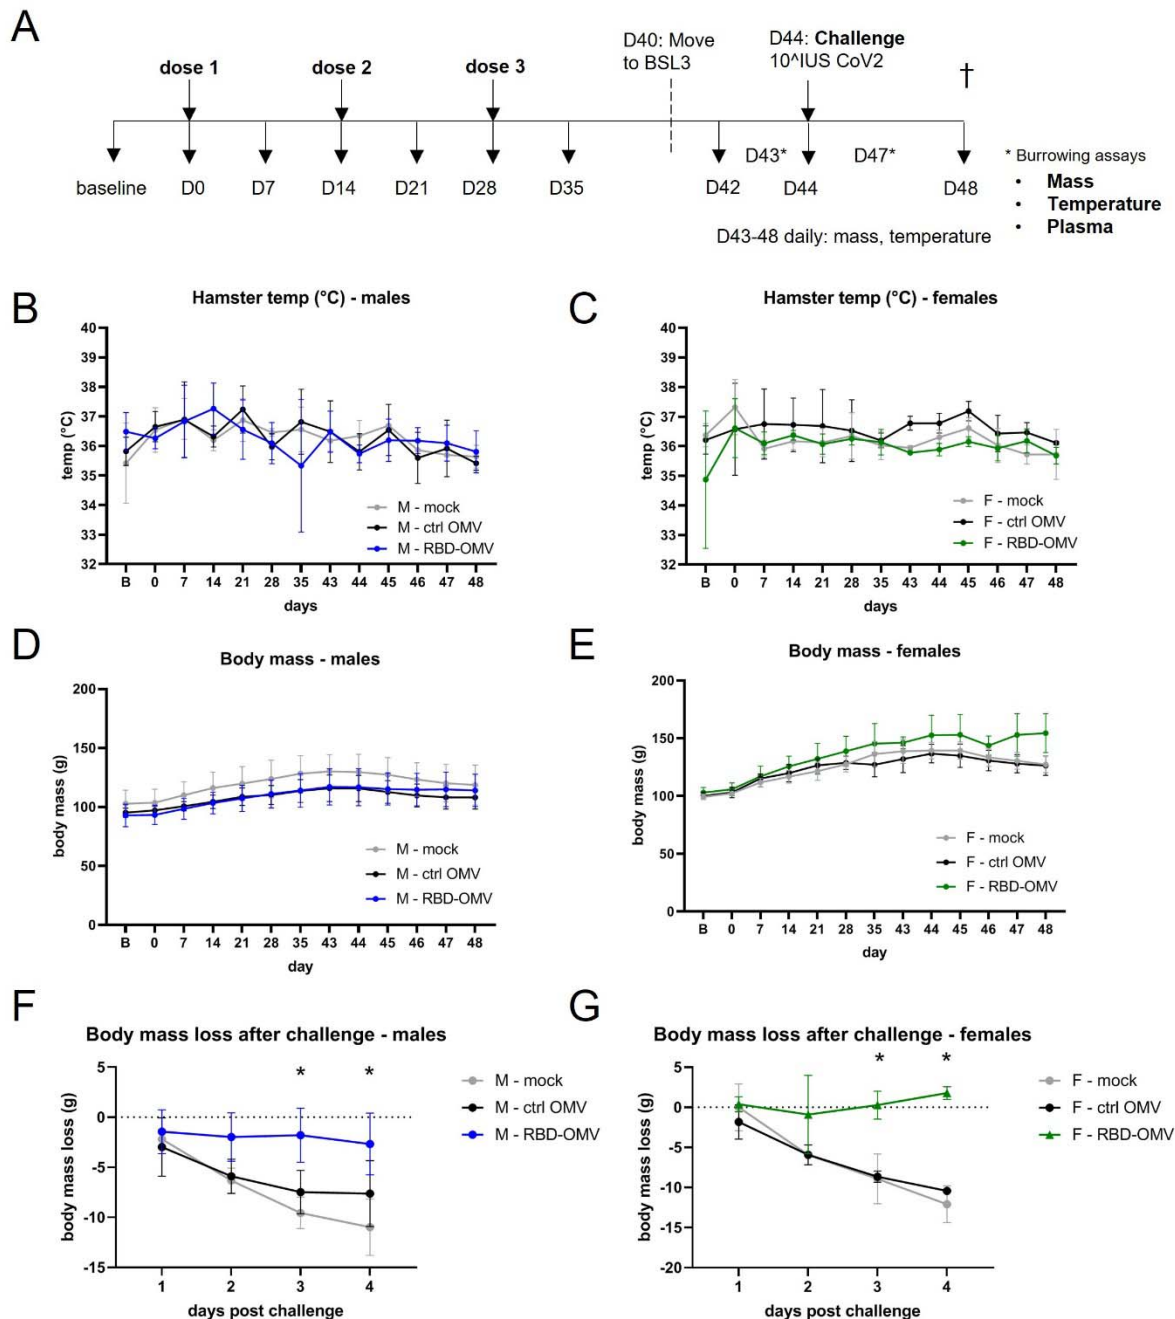 A
dose 1
dose 2
dose 3
D40: Move
to BSL3
D44: Challenge
10^IUS CoV2
†
baseline
D0
D7
D14
D21
D28
D35
D42
D43*
D44
D47*
D48
D43-48 daily: mass, temperature
* Burrowing assays
• Mass
• Temperature
• Plasma
B
Hamster temp (°C) - males
temp (°C)
40
39
38
37
36
35
34
33
32
M - mock
M - ctrl OMV
M - RBD-OMV
B 0 7 14 21 28 35 43 44 45 46 47 48
days
C
Hamster temp (°C) - females
temp (°C)
40
39
38
37
36
35
34
33
32
F - mock
F - ctrl OMV
F - RBD-OMV
B 0 7 14 21 28 35 43 44 45 46 47 48
days
D
Body mass - males
body mass (g)
200
150
100
50
0
M - mock
M - ctrl OMV
M - RBD-OMV
B 0 7 14 21 28 35 43 44 45 46 47 48
day
E
Body mass - females
body mass (g)
200
150
100
50
0
F - mock
F - ctrl OMV
F - RBD-OMV
B 0 7 14 21 28 35 43 44 45 46 47 48
days
F
Body mass loss after challenge - males
body mass loss (g)
5
0
-5
-10
-15
* *
M - mock
M - ctrl OMV
M - RBD-OMV
1 2 3 4
days post challenge
G
Body mass loss after challenge - females
body mass loss (g)
5
0
-5
-10
-15
-20
* *
F - mock
F - ctrl OMV
F - RBD-OMV
1 2 3 4
days post challenge